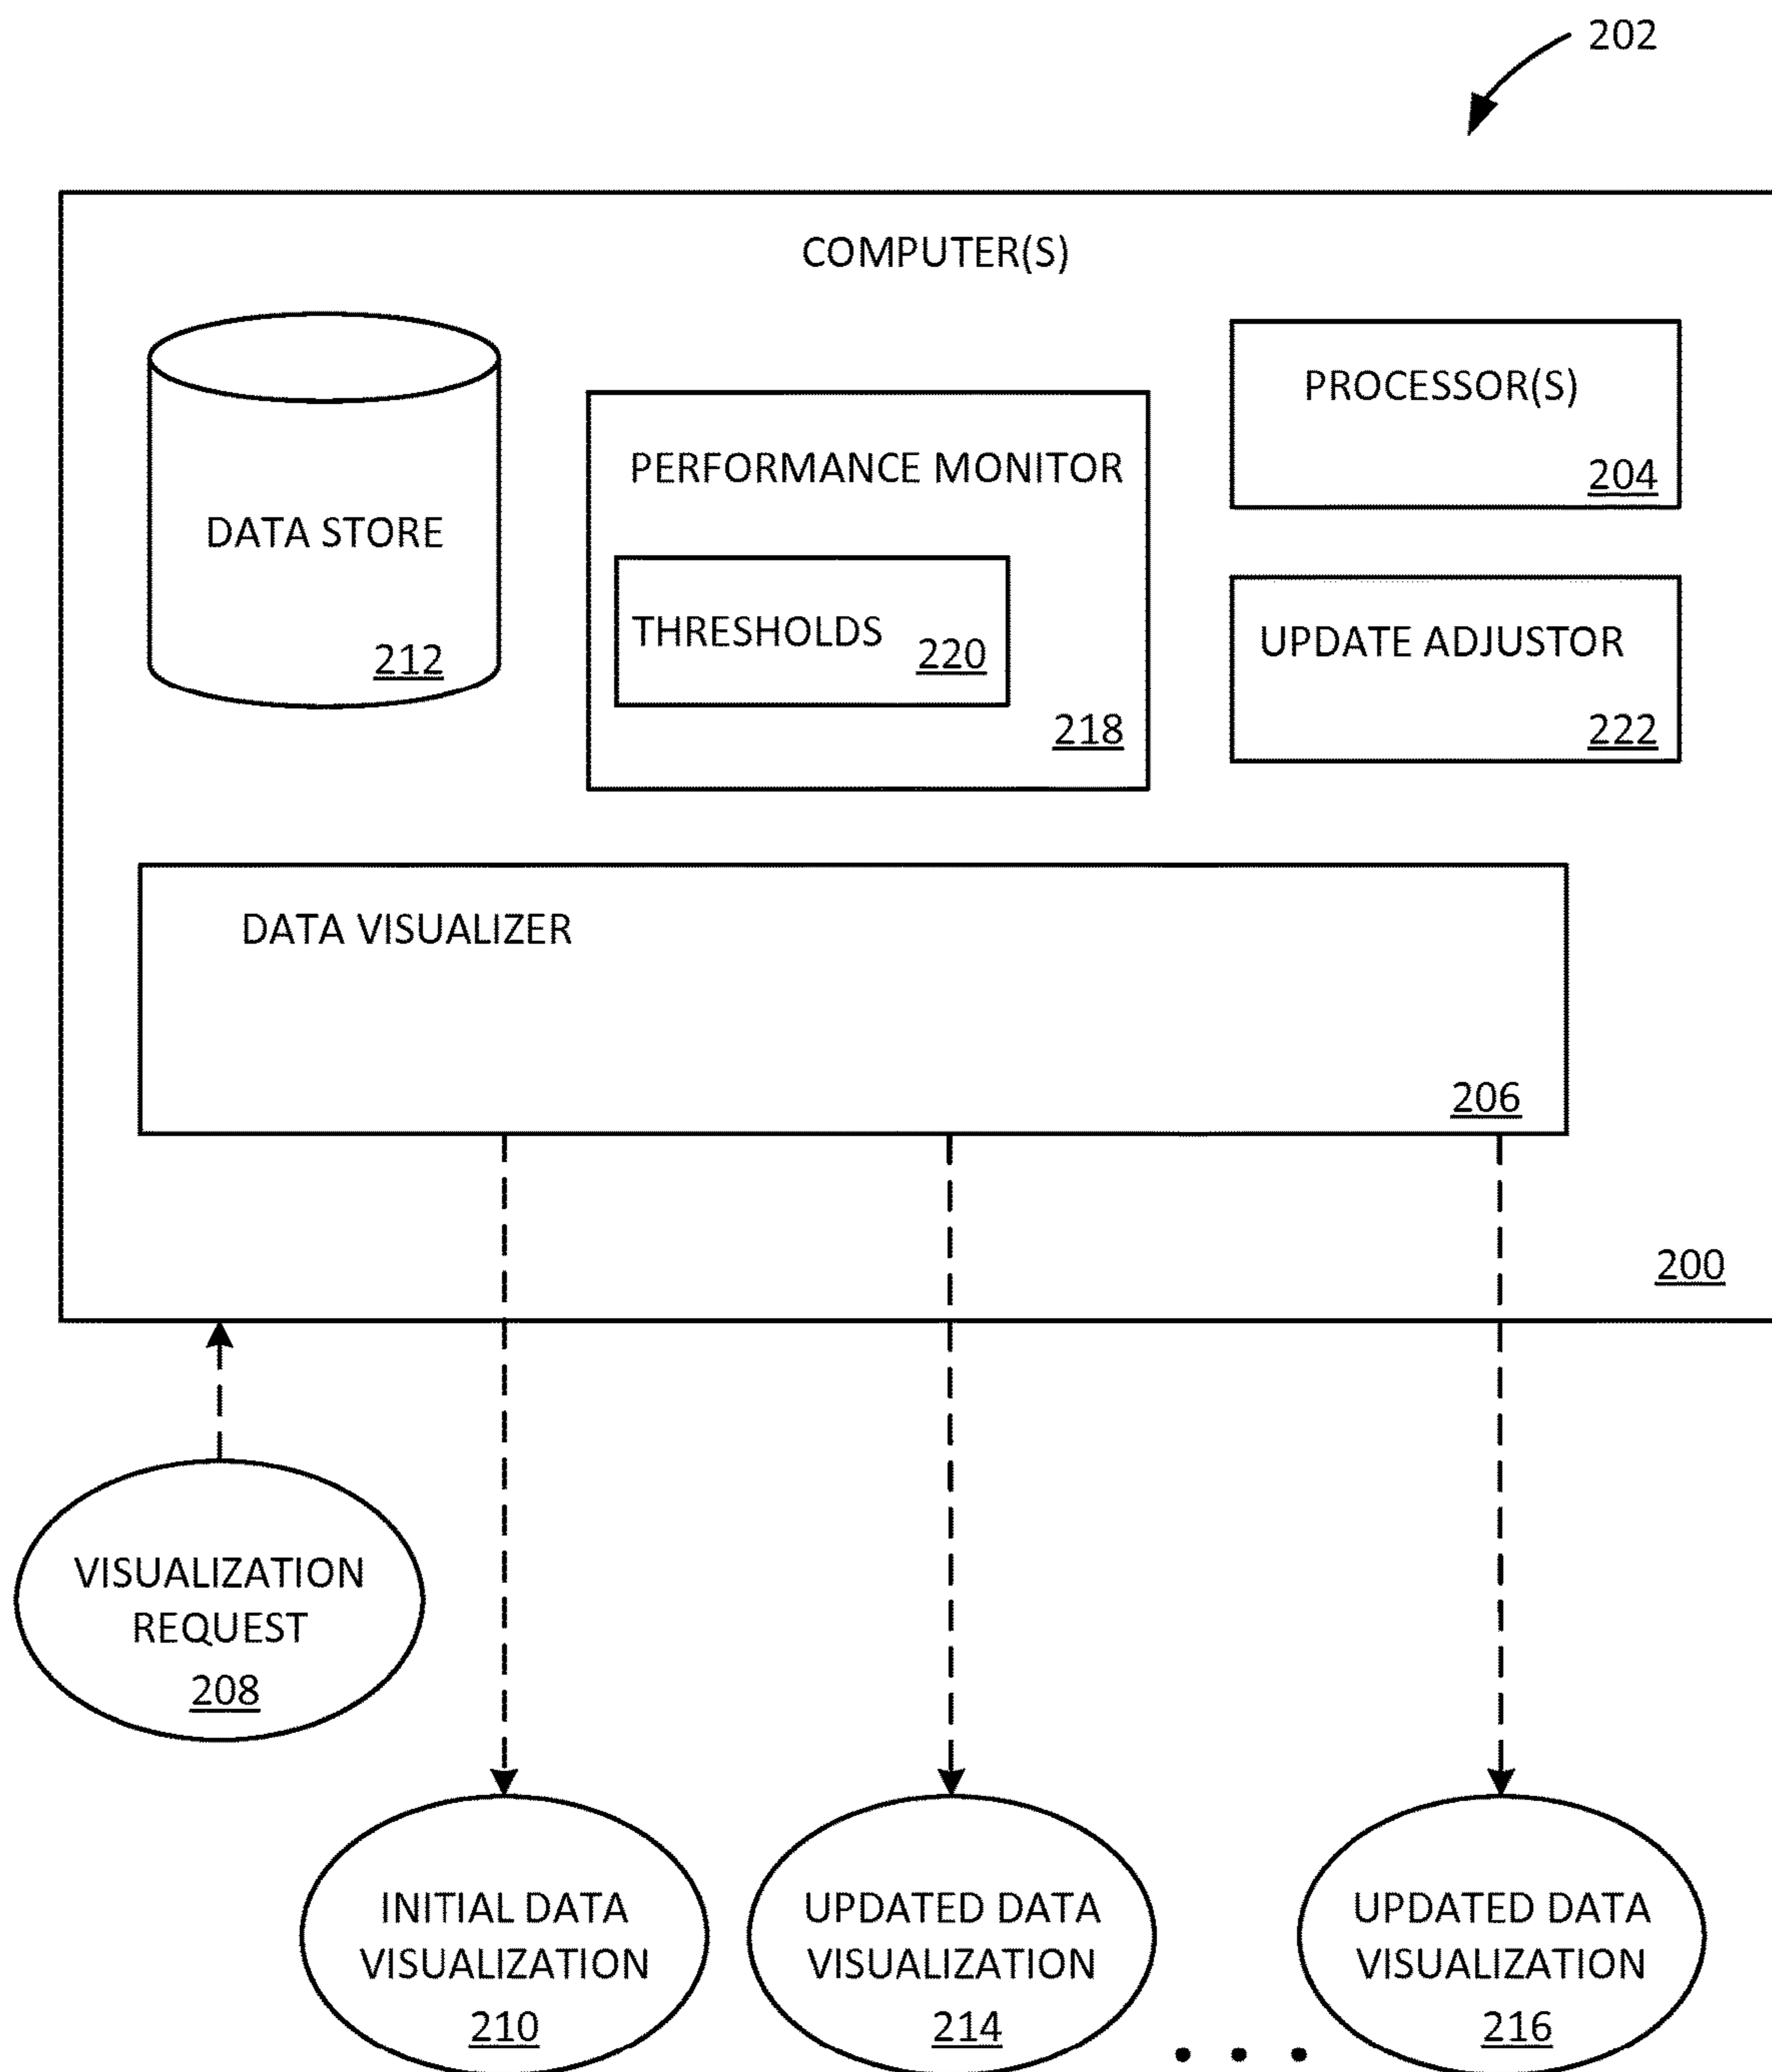 202
COMPUTER(S)
DATA STORE
212
PERFORMANCE MONITOR
THRESHOLDS
220
218
PROCESSOR(S)
204
UPDATE ADJUSTOR
222
DATA VISUALIZER
206
200
VISUALIZATION
REQUEST
208
INITIAL DATA
VISUALIZATION
210
UPDATED DATA
VISUALIZATION
214
• • •
UPDATED DATA
VISUALIZATION
216